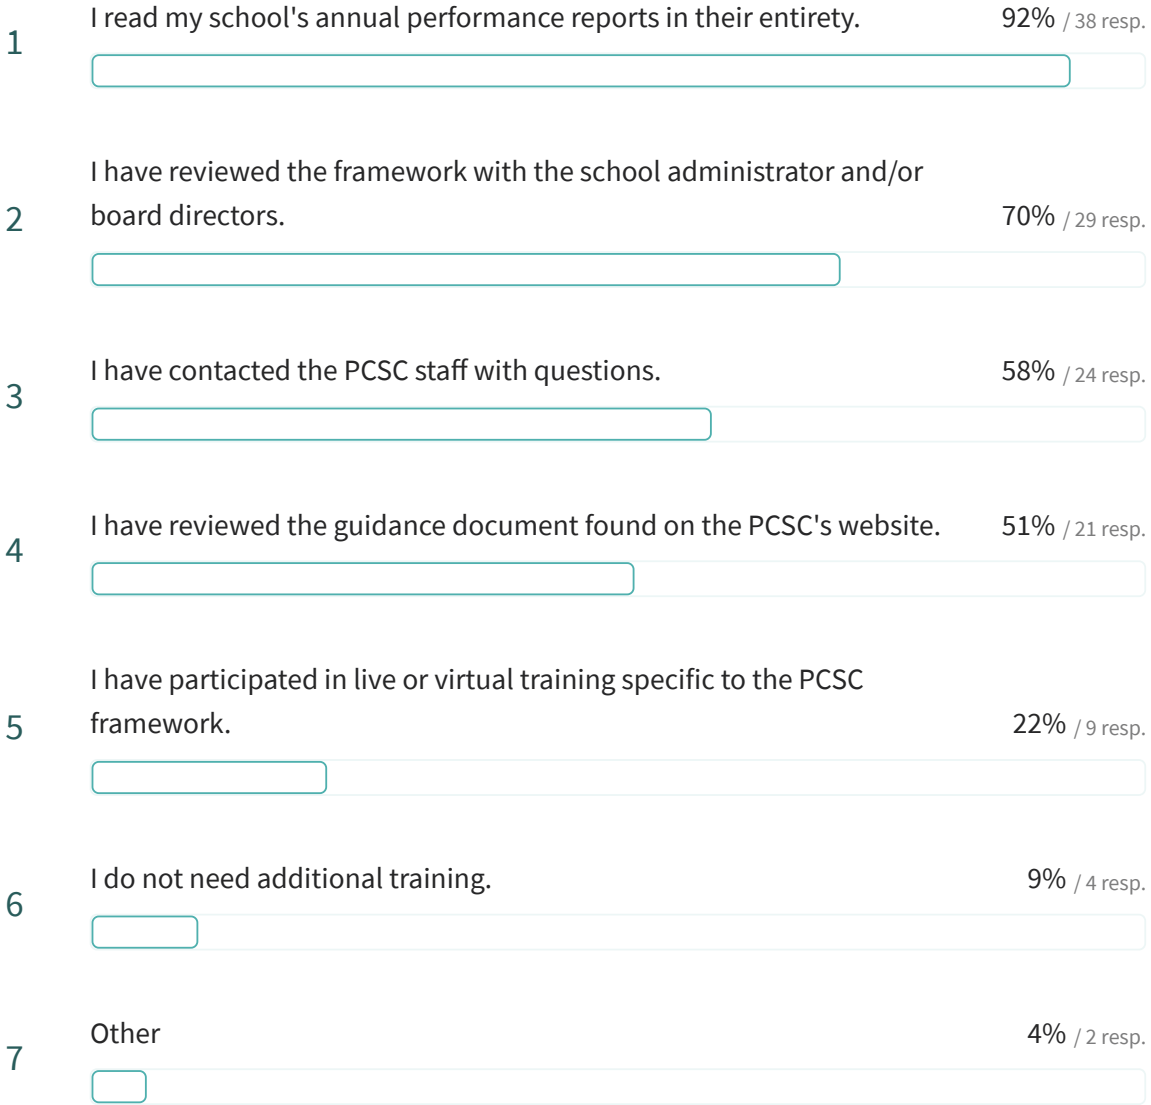 1
I read my school's annual performance reports in their entirety.
92% / 38 resp.
2
I have reviewed the framework with the school administrator and/or
board directors.
70% / 29 resp.
3
I have contacted the PCSC staff with questions.
58% / 24 resp.
4
I have reviewed the guidance document found on the PCSC's website.
51% / 21 resp.
5
I have participated in live or virtual training specific to the PCSC
framework.
22% / 9 resp.
6
I do not need additional training.
9% / 4 resp.
7
Other
4% / 2 resp.